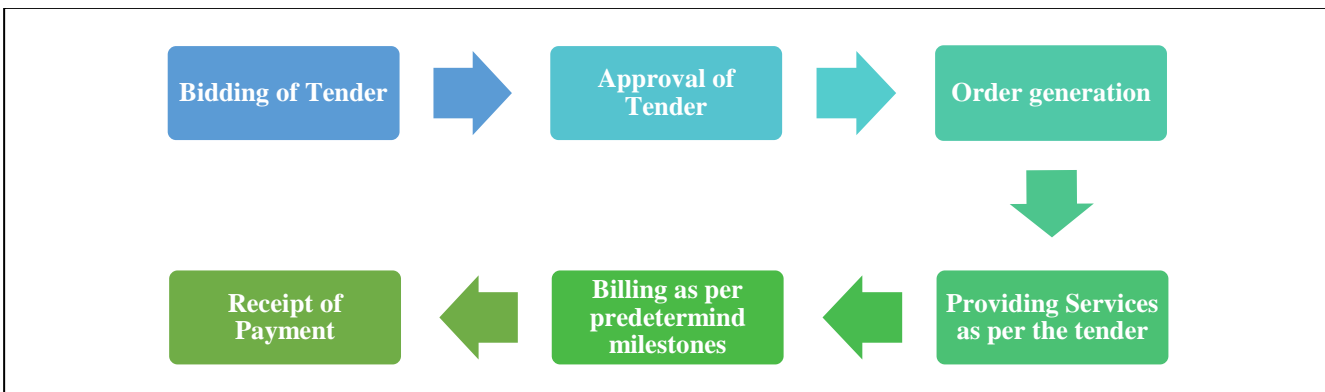 Bidding of Tender
Approval of
Tender
Order generation
Providing Services
as per the tender
Billing as per
predetermind
milestones
Receipt of
Payment